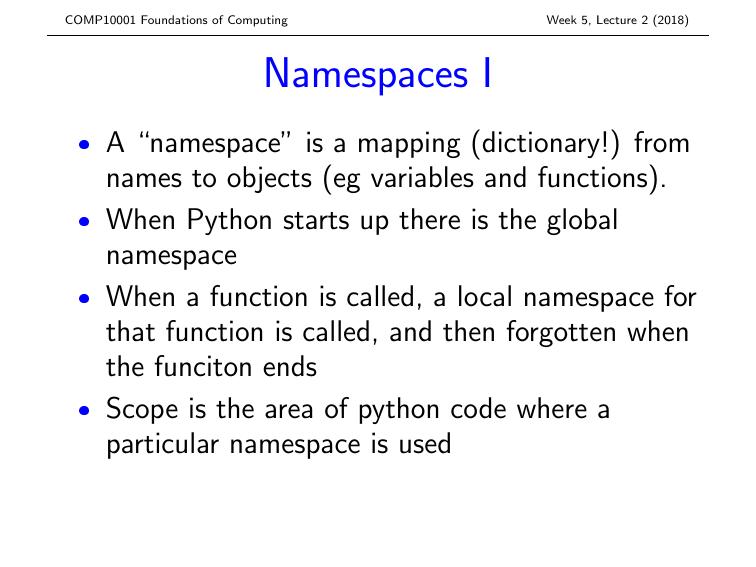 COMP10001 Foundations of Computing Week 5, Lecture 2 (2018)
Namespaces I
• A “namespace” is a mapping (dictionary!) from
names to objects (eg variables and functions).
• When Python starts up there is the global
namespace
• When a function is called, a local namespace for
that function is called, and then forgotten when
the funciton ends
• Scope is the area of python code where a
particular namespace is used